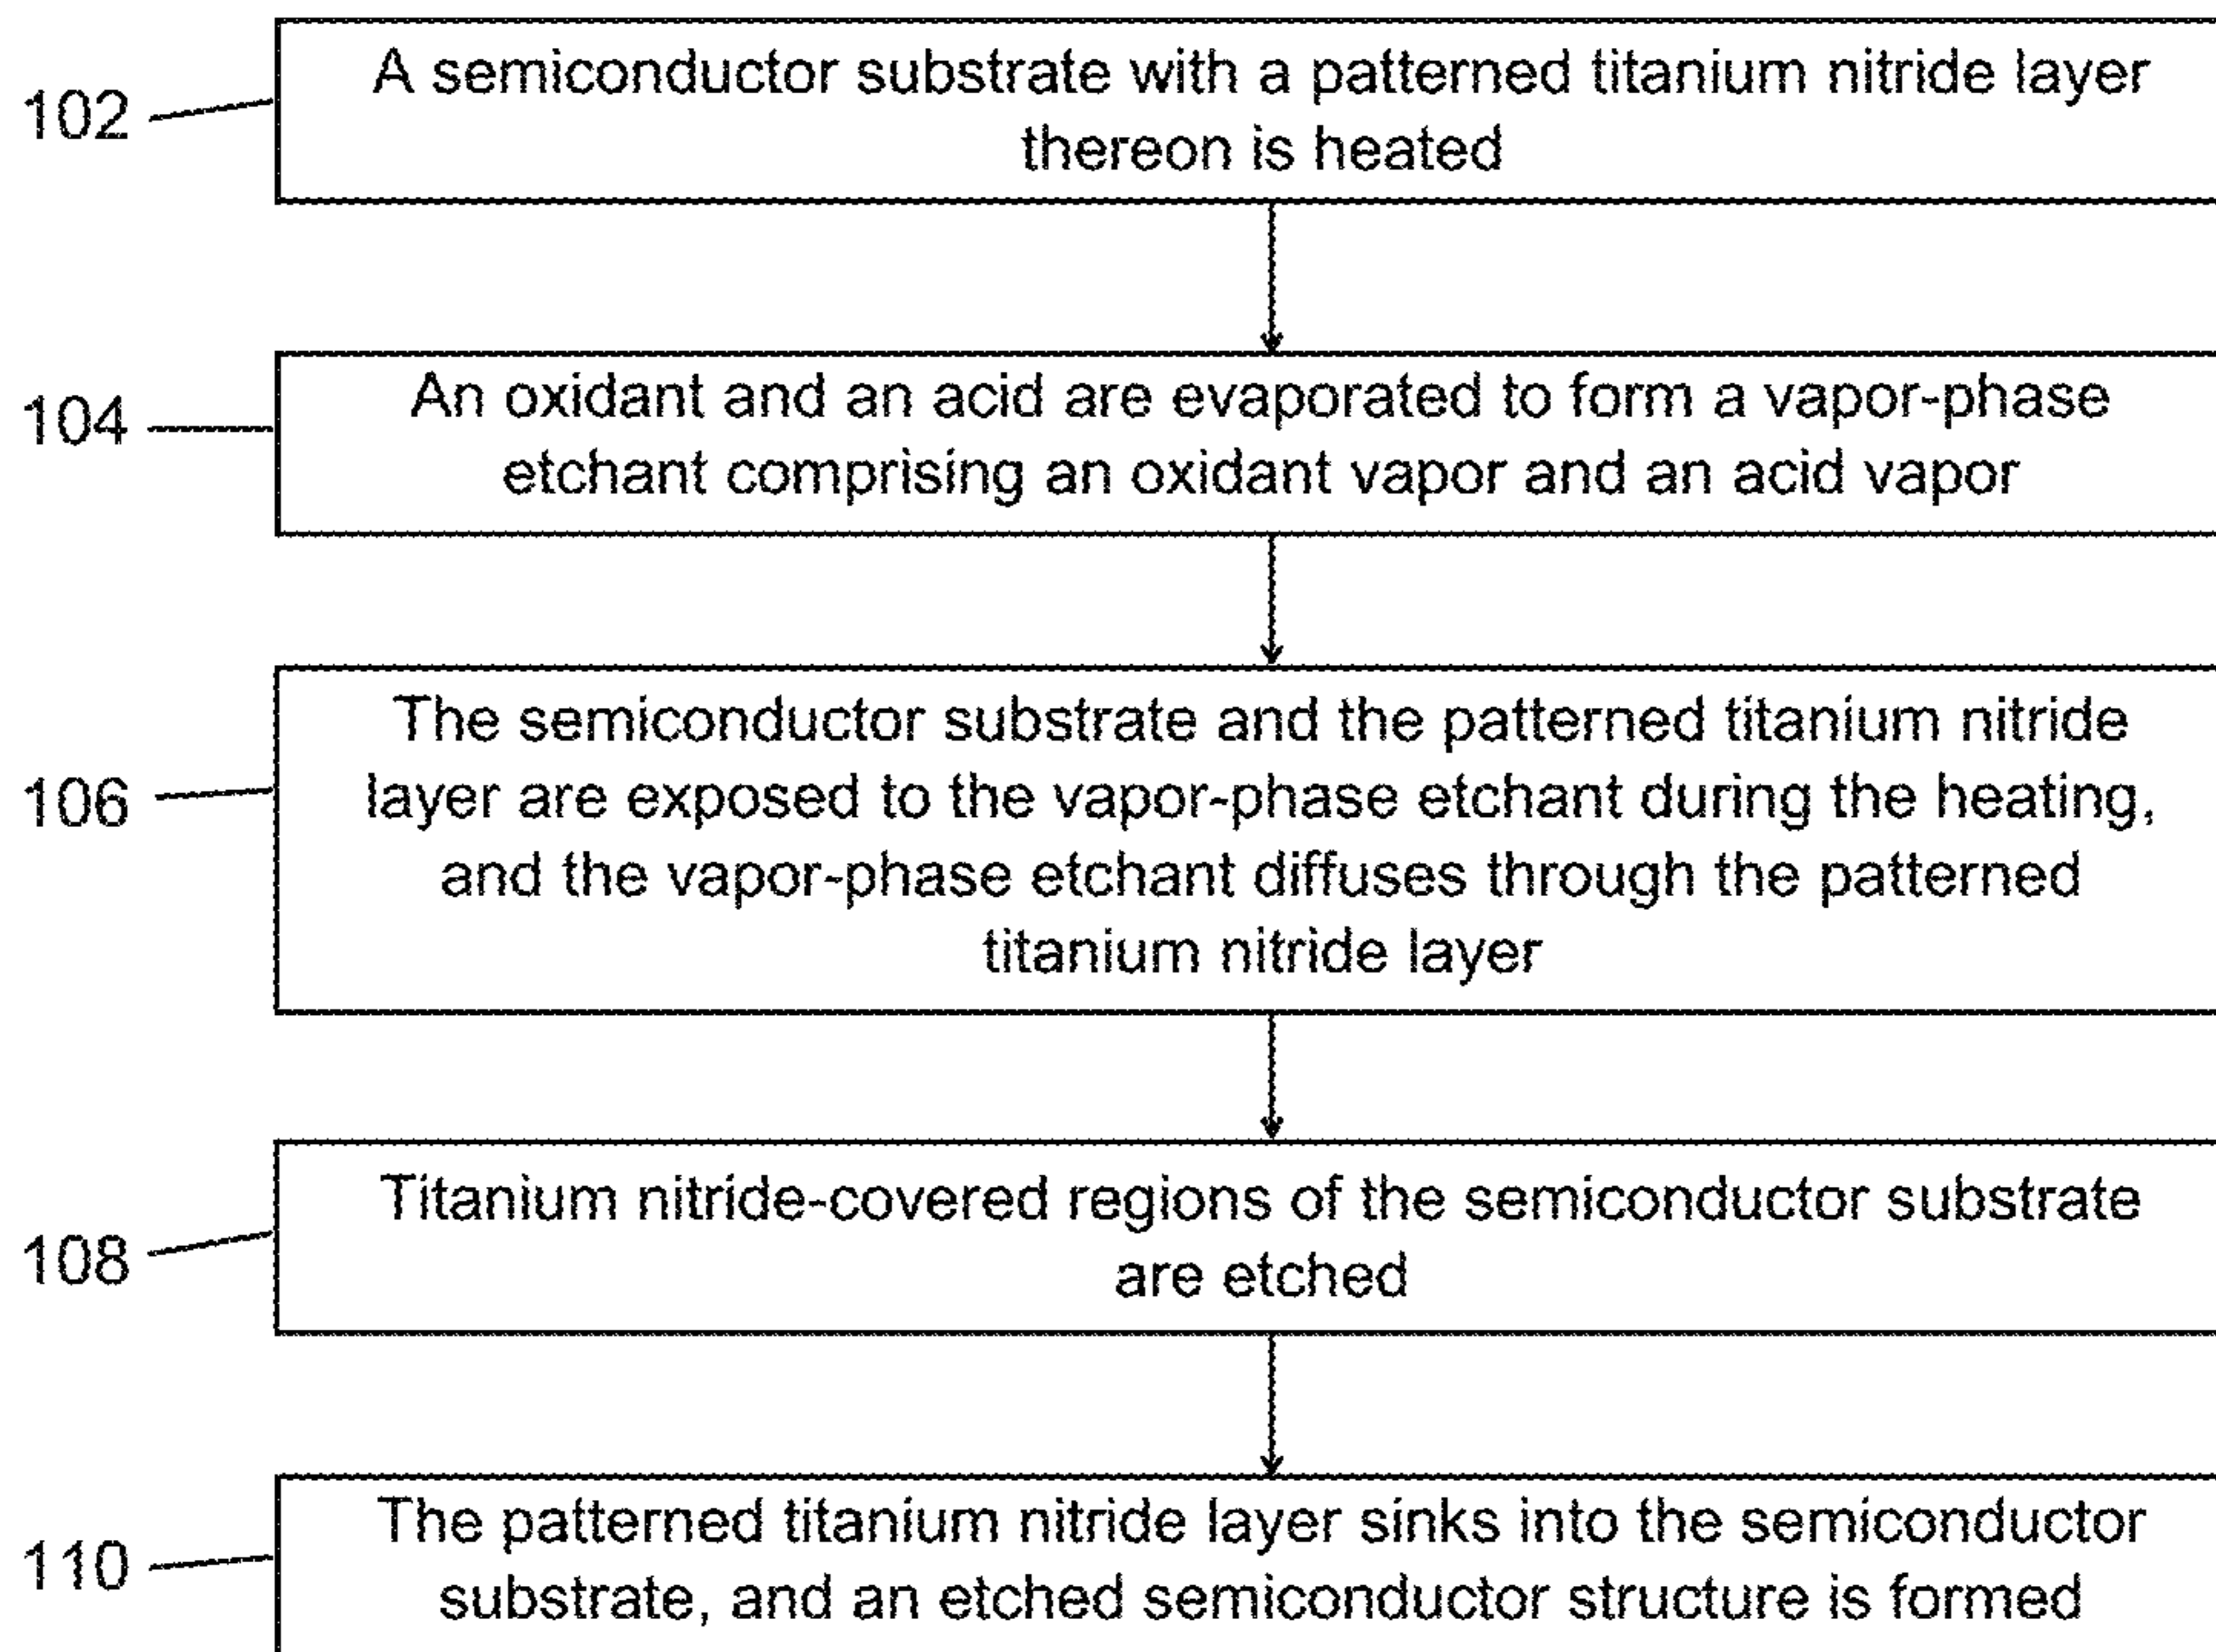 102
A semiconductor substrate with a patterned titanium nitride layer
thereon is heated
104
An oxidant and an acid are evaporated to form a vapor-phase
etchant comprising an oxidant vapor and an acid vapor
106
The semiconductor substrate and the patterned titanium nitride
layer are exposed to the vapor-phase etchant during the heating,
and the vapor-phase etchant diffuses through the patterned
titanium nitride layer
108
Titanium nitride-covered regions of the semiconductor substrate
are etched
110
The patterned titanium nitride layer sinks into the semiconductor
substrate, and an etched semiconductor structure is formed